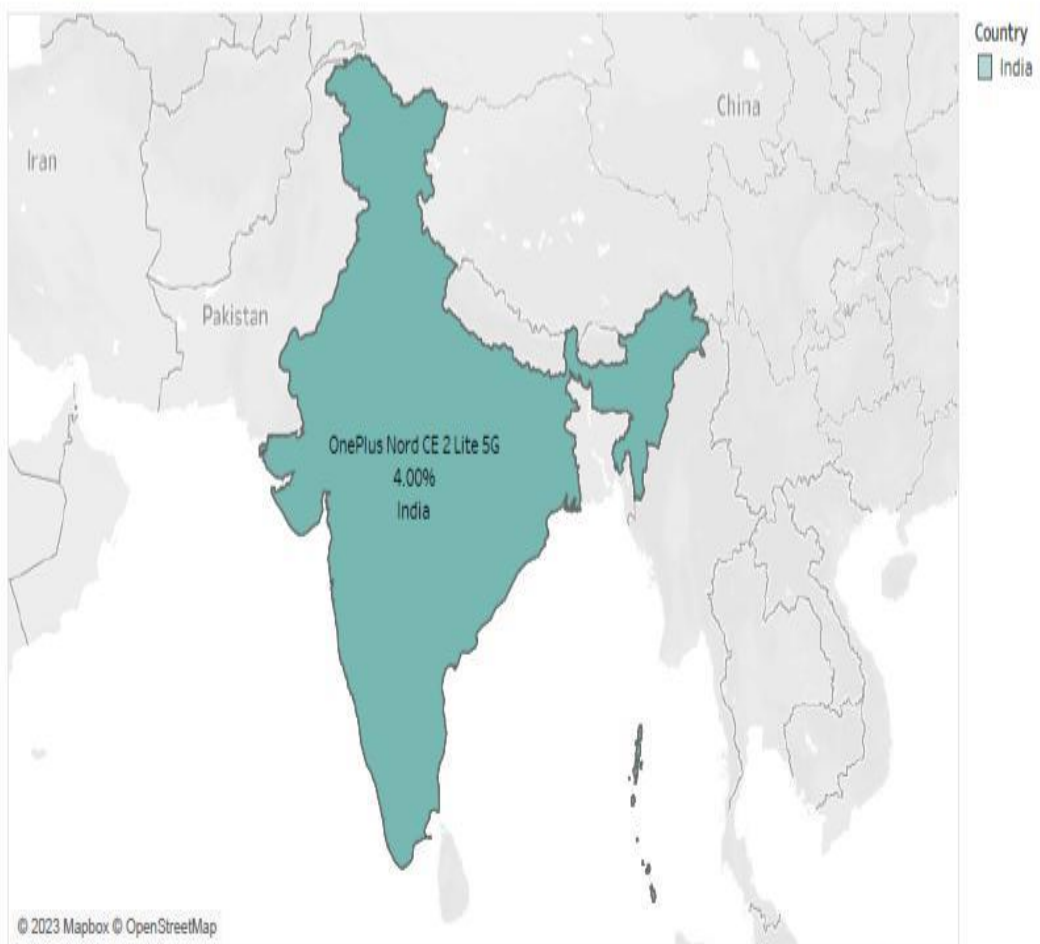 Country
India
China
Iran
Pakistan
OnePlus Nord CE 2 Lite 5G
4.00%
India
© 2023 Mapbox © OpenStreetMap